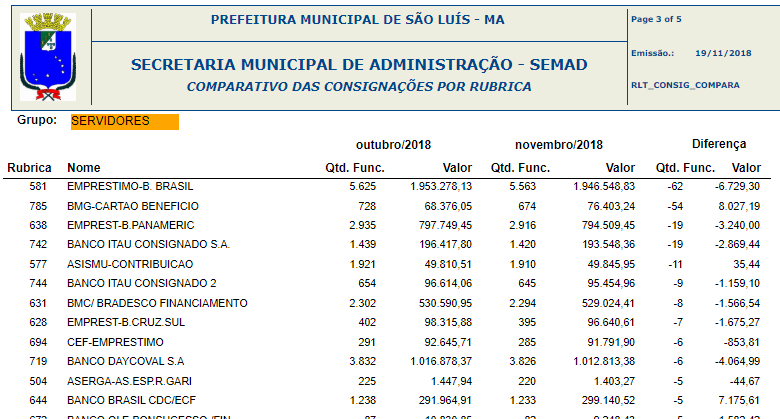 PREFEITURA MUNICIPAL DE SÃO LUÍS - MA
Page 3 of 5
SECRETARIA MUNICIPAL DE ADMINISTRAÇÃO - SEMAD
Emissão.: 19/11/2018
COMPARATIVO DAS CONSIGNAÇÕES POR RUBRICA
RLT_CONSIG_COMPARA
Grupo: SERVIDORES
outubro/2018 novembro/2018 Diferença
Rubrica Nome Qtd. Func. Valor Qtd. Func. Valor Qtd. Func. Valor
581 EMPRESTIMO-B. BRASIL 5.625 1.953.278,13 5.563 1.946.548,83 -62 -6.729,30
785 BMG-CARTAO BENEFICIO 728 68.376,05 674 76.403,24 -54 8.027,19
638 EMPREST-B.PANAMERIC 2.935 797.749,45 2.916 794.509,45 -19 -3.240,00
742 BANCO ITAU CONSIGNADO S.A. 1.439 196.417,80 1.420 193.548,36 -19 -2.869,44
577 ASISMU-CONTRIBUICAO 1.921 49.810,51 1.910 49.845,95 -11 35,44
744 BANCO ITAU CONSIGNADO 2 654 96.614,06 645 95.454,96 -9 -1.159,10
631 BMC/ BRADESCO FINANCIAMENTO 2.302 530.590,95 2.294 529.024,41 -8 -1.566,54
628 EMPREST-B.CRUZ.SUL 402 98.315,88 395 96.640,61 -7 -1.675,27
694 CEF-EMPRESTIMO 291 92.645,71 285 91.791,90 -6 -853,81
719 BANCO DAYCOVAL S.A 3.832 1.016.878,37 3.826 1.012.813,38 -6 -4.064,99
504 ASERGA-AS.ESP.R.GARI 225 1.447,94 220 1.403,27 -5 -44,67
644 BANCO BRASIL CDC/ECF 1.238 291.964,91 1.233 299.140,52 -5 7.175,61